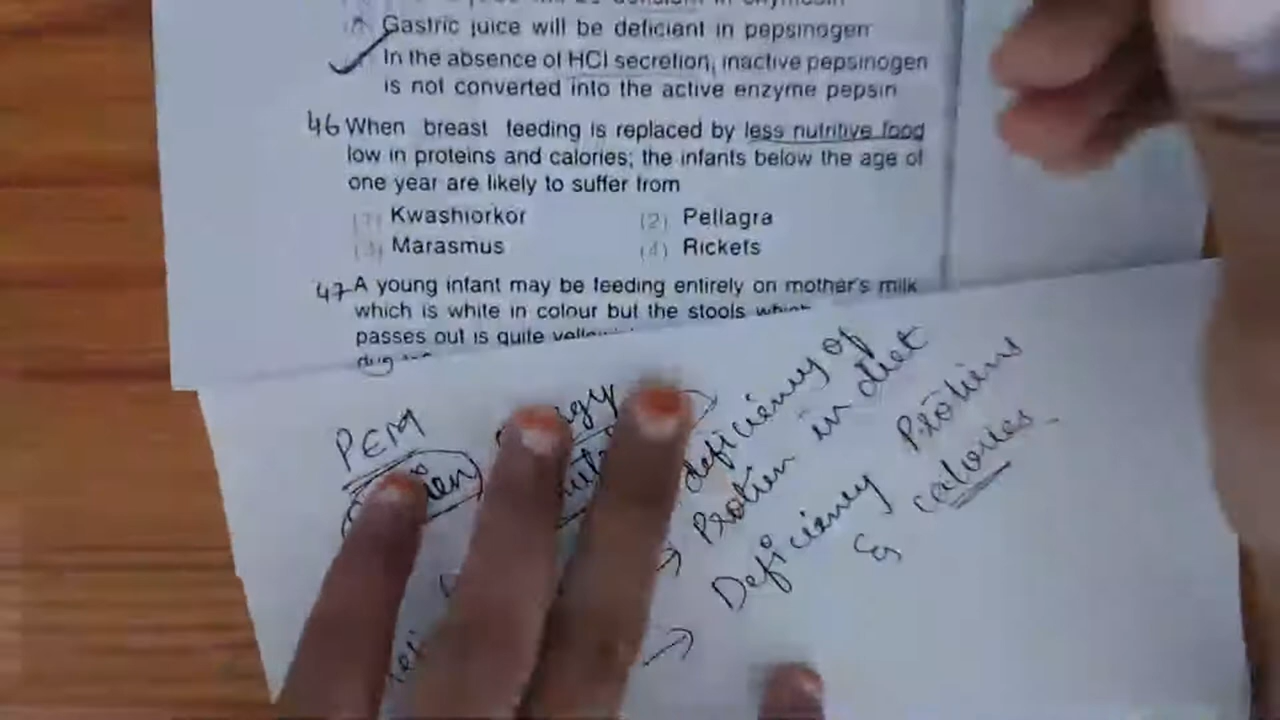 Gastric juice will be deficient in pepsinogen
In the absence of HCl secretion, inactive pepsinogen
is not converted into the active enzyme pepsin
46 When breast feeding is replaced by less nutritive food
low in proteins and calories; the infants below the age of
one year are likely to suffer from
(1) Kwashiorkor (2) Pellagra
(3) Marasmus (4) Rickets
47 A young infant may be feeding entirely on mother's milk
which is white in colour but the stools which
passes out is quite
PEM
deficiency of
Protien in diet
Deficiency Protiens
&
calories